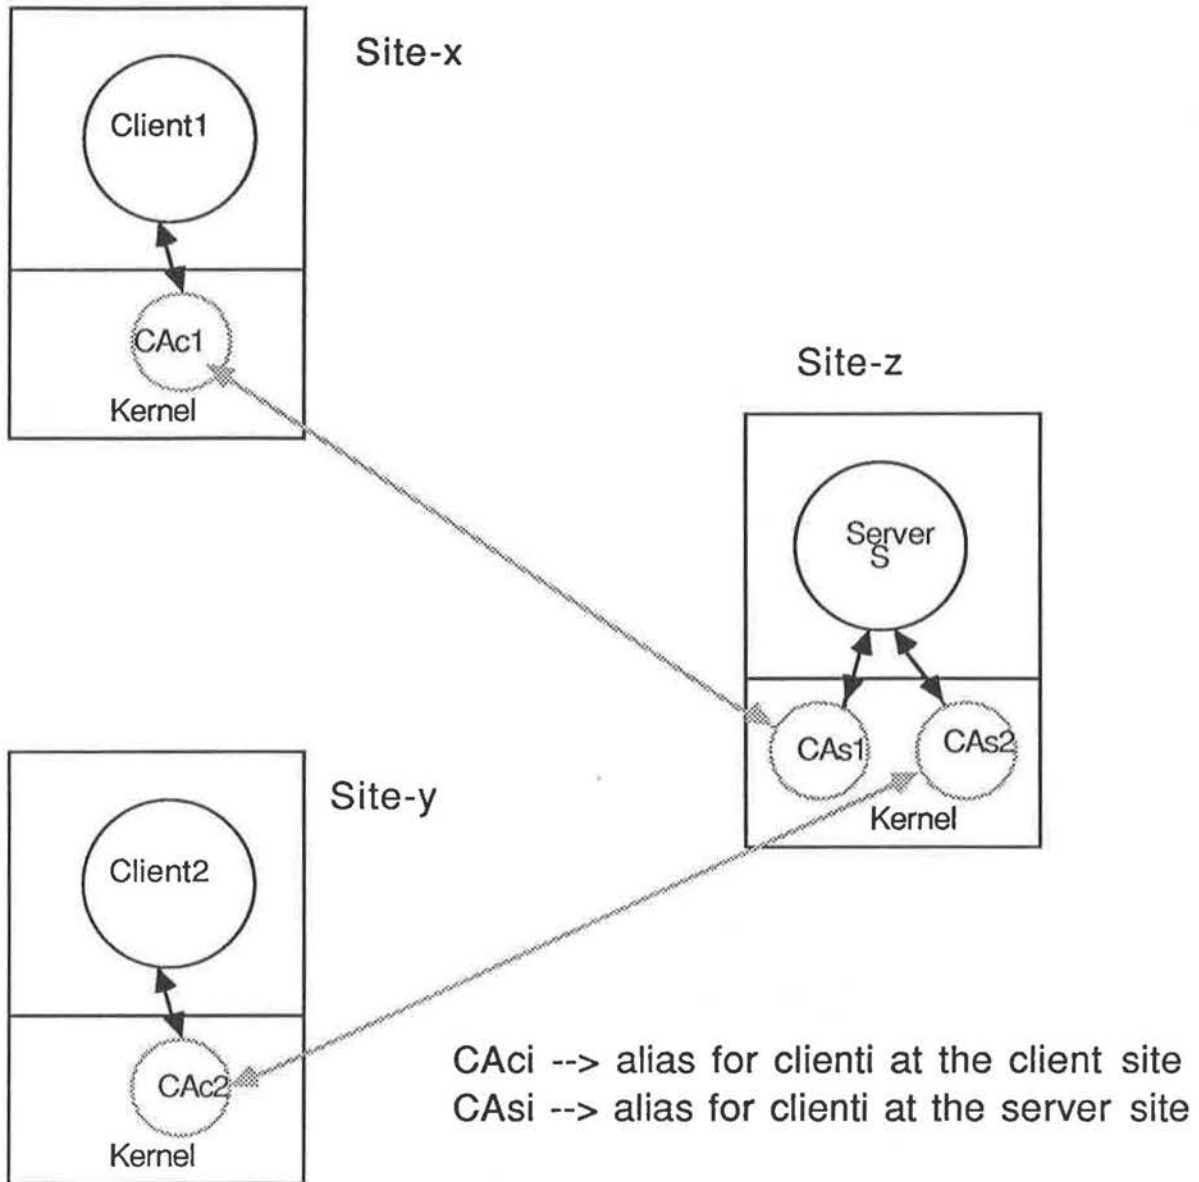 Site-x
Client1
CAc1
Kernel
Site-z
Server
S
CAs1
CAs2
Kernel
Site-y
Client2
CAc2
Kernel
CAci --> alias for clienti at the client site
CAsi --> alias for clienti at the server site